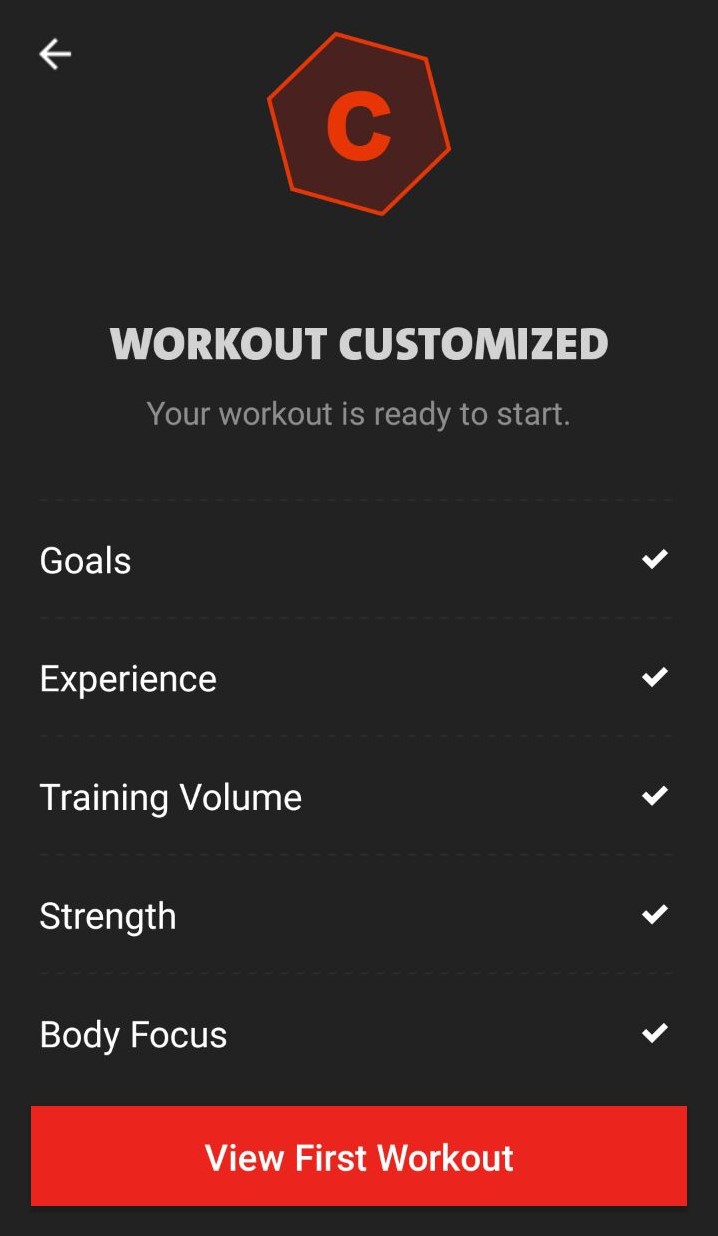 C
WORKOUT CUSTOMIZED
Your workout is ready to start.
Goals
Experience
Training Volume
Strength
Body Focus
View First Workout